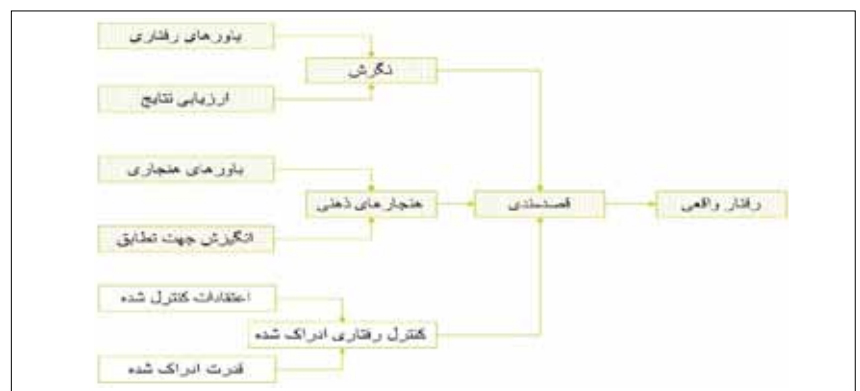 باورهای رفتاری
نگرش
ارزیابی نتایج
باورهای هنجاری
هنجارهای ذهنی
قصدمندی
رفتار واقعی
انگیزش جهت تطابق
اعتقادات کنترل شده
کنترل رفتاری ادراک شده
قدرت ادراک شده